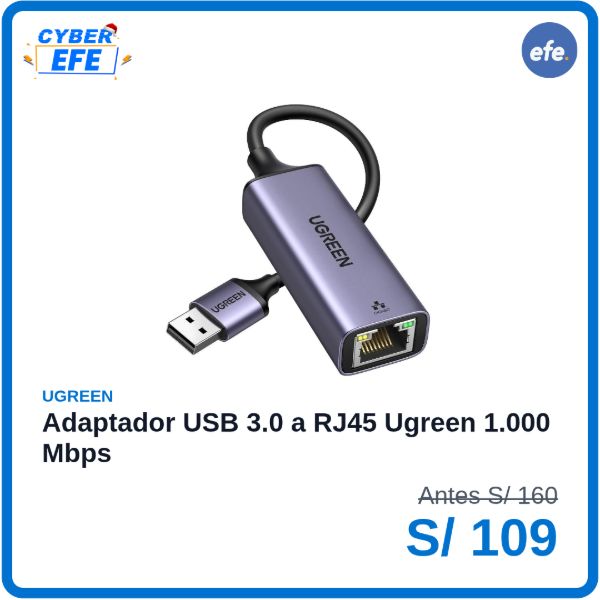 CYBER
EFE
efe.
UGREEN
UGREEN
UGREEN
Adaptador USB 3.0 a RJ45 Ugreen 1.000
Mbps
Antes S/ 160
S/ 109